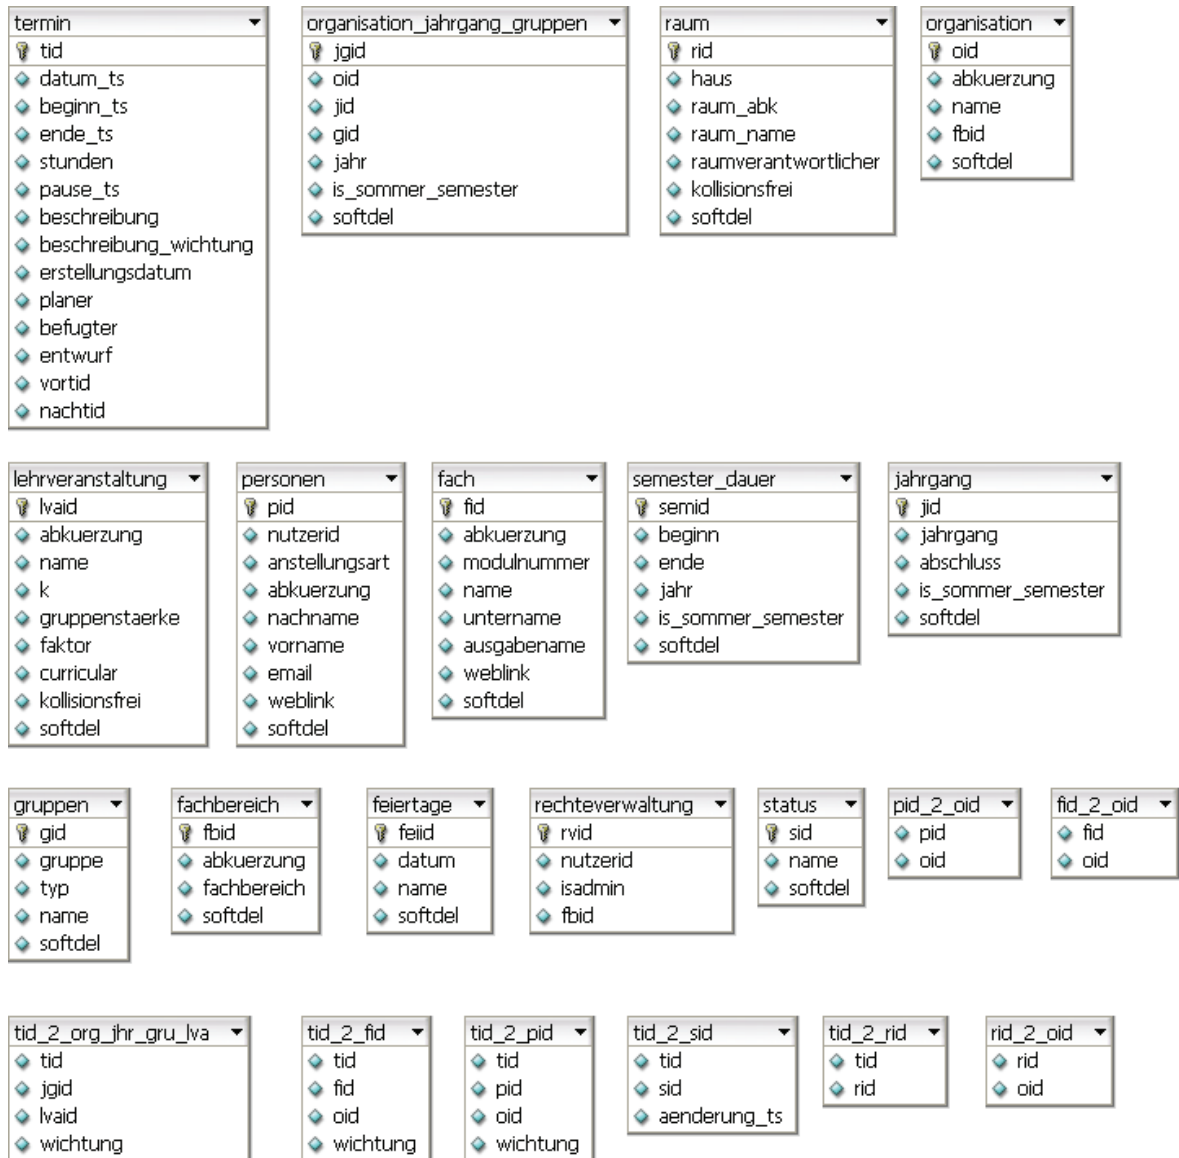 termin
tid
datum_ts
beginn_ts
ende_ts
stunden
pause_ts
beschreibung
beschreibung_wichtung
erstellungsdatum
planer
befugter
entwurf
vortid
nachtid
organisation_jahrgang_gruppen
jgid
oid
jid
gid
jahr
is_sommer_semester
softdel
raum
rid
haus
raum_abk
raum_name
raumverantwortlicher
kollisionsfrei
softdel
organisation
oid
abkuerzung
name
fbid
softdel
lehrveranstaltung
lvaid
abkuerzung
name
k
gruppenstaerke
faktor
curricular
kollisionsfrei
softdel
personen
pid
nutzerid
anstellungsart
abkuerzung
nachname
vorname
email
weblink
softdel
fach
fid
abkuerzung
modulnummer
name
untername
ausgabename
weblink
softdel
semester_dauer
semid
beginn
ende
jahr
is_sommer_semester
softdel
jahrgang
jid
jahrgang
abschluss
is_sommer_semester
softdel
gruppen
gid
gruppe
typ
name
softdel
fachbereich
fbid
abkuerzung
fachbereich
softdel
feiertage
feiid
datum
name
softdel
rechteverwaltung
rvid
nutzerid
isadmin
fbid
status
sid
name
softdel
pid_2_oid
pid
oid
fid_2_oid
fid
oid
tid_2_org_jhr_gru_lva
tid
jgid
lvaid
wichtung
tid_2_fid
tid
fid
oid
wichtung
tid_2_pid
tid
pid
oid
wichtung
tid_2_sid
tid
sid
aenderung_ts
tid_2_rid
tid
rid
rid_2_oid
rid
oid